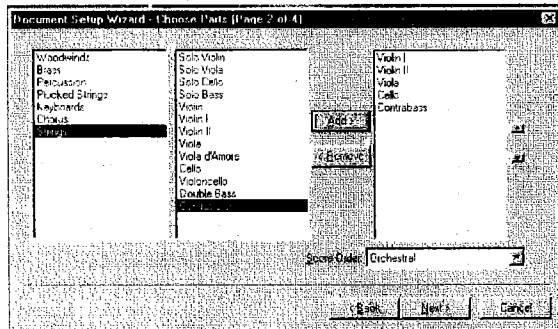 Document Setup Wizard - Choose Parts (Page 2 of 4)
Woodwinds
Brass
Percussion
Plucked Strings
Keyboards
Chorus
Strings
Solo Violin
Solo Viola
Solo Cello
Solo Bass
Violin
Violin I
Violin II
Viola
Viola d'Amore
Cello
Violoncello
Double Bass
Contrabass
Add >
< Remove
Violin I
Violin II
Viola
Cello
Contrabass
Score Order: Orchestral
< Back
Next >
Cancel